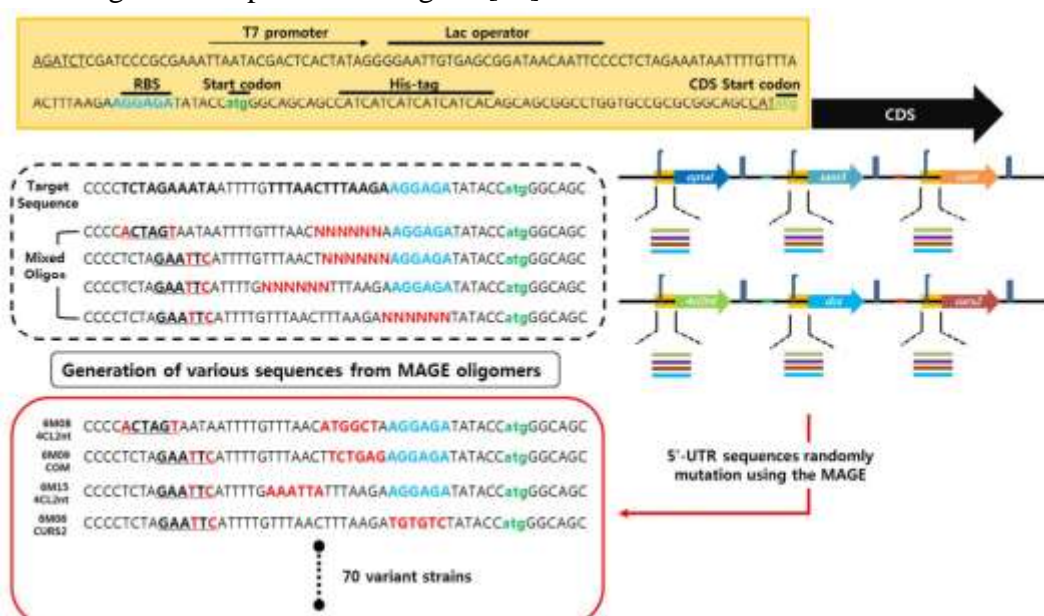 T7 promoter
Lac operator
AGATCTCGATCCCGCGAAATTAATACGACTCACTATAGGGGAATTGTGAGCGGATAACAATTCCCCTCTAGAAATAATTTTGTTTA
RBS Start codon His-tag CDS Start codon
ACTTTAAGAAGGAGATATACCatgGGCAGCAGCCATCATCATCATCATCACAGCAGCGGCCTGGTGCCGCGCGGCAGCCATatg
CDS
Target Sequence
CCCCTCTAGAAATAATTTTGTTTAACTTTAAGAAGGAGATATACCatgGGCAGC
Mixed Oligos
CCCCACTAGTAATAATTTTGTTTAACNNNNNNAAGGAGATATACCatgGGCAGC
CCCCTCTAGAATTCATTTTGTTTAACTNNNNNNAGGAGATATACCatgGGCAGC
CCCCTCTAGAATTCATTTTGNNNNNNTTTAAGAAGGAGATATACCatgGGCAGC
CCCCTCTAGAATTCATTTTGTTTAACTTTAAGANNNNNNTATACCatgGGCAGC
Generation of various sequences from MAGE oligomers
6M08 4CL2nt
CCCCACTAGTAATAATTTTGTTTAACATGGCTAAGGAGATATACCatgGGCAGC
6M09 COM
CCCCTCTAGAATTCATTTTGTTTAACTTCTGAGAGGAGATATACCatgGGCAGC
6M15 4CL2nt
CCCCTCTAGAATTCATTTTGAAATTATTTAAGAAGGAGATATACCatgGGCAGC
6M06 CURS2
CCCCTCTAGAATTCATTTTGTTTAACTTTAAGATGTGTCTATACCatgGGCAGC
70 variant strains
5'-UTR sequences randomly
mutation using the MAGE